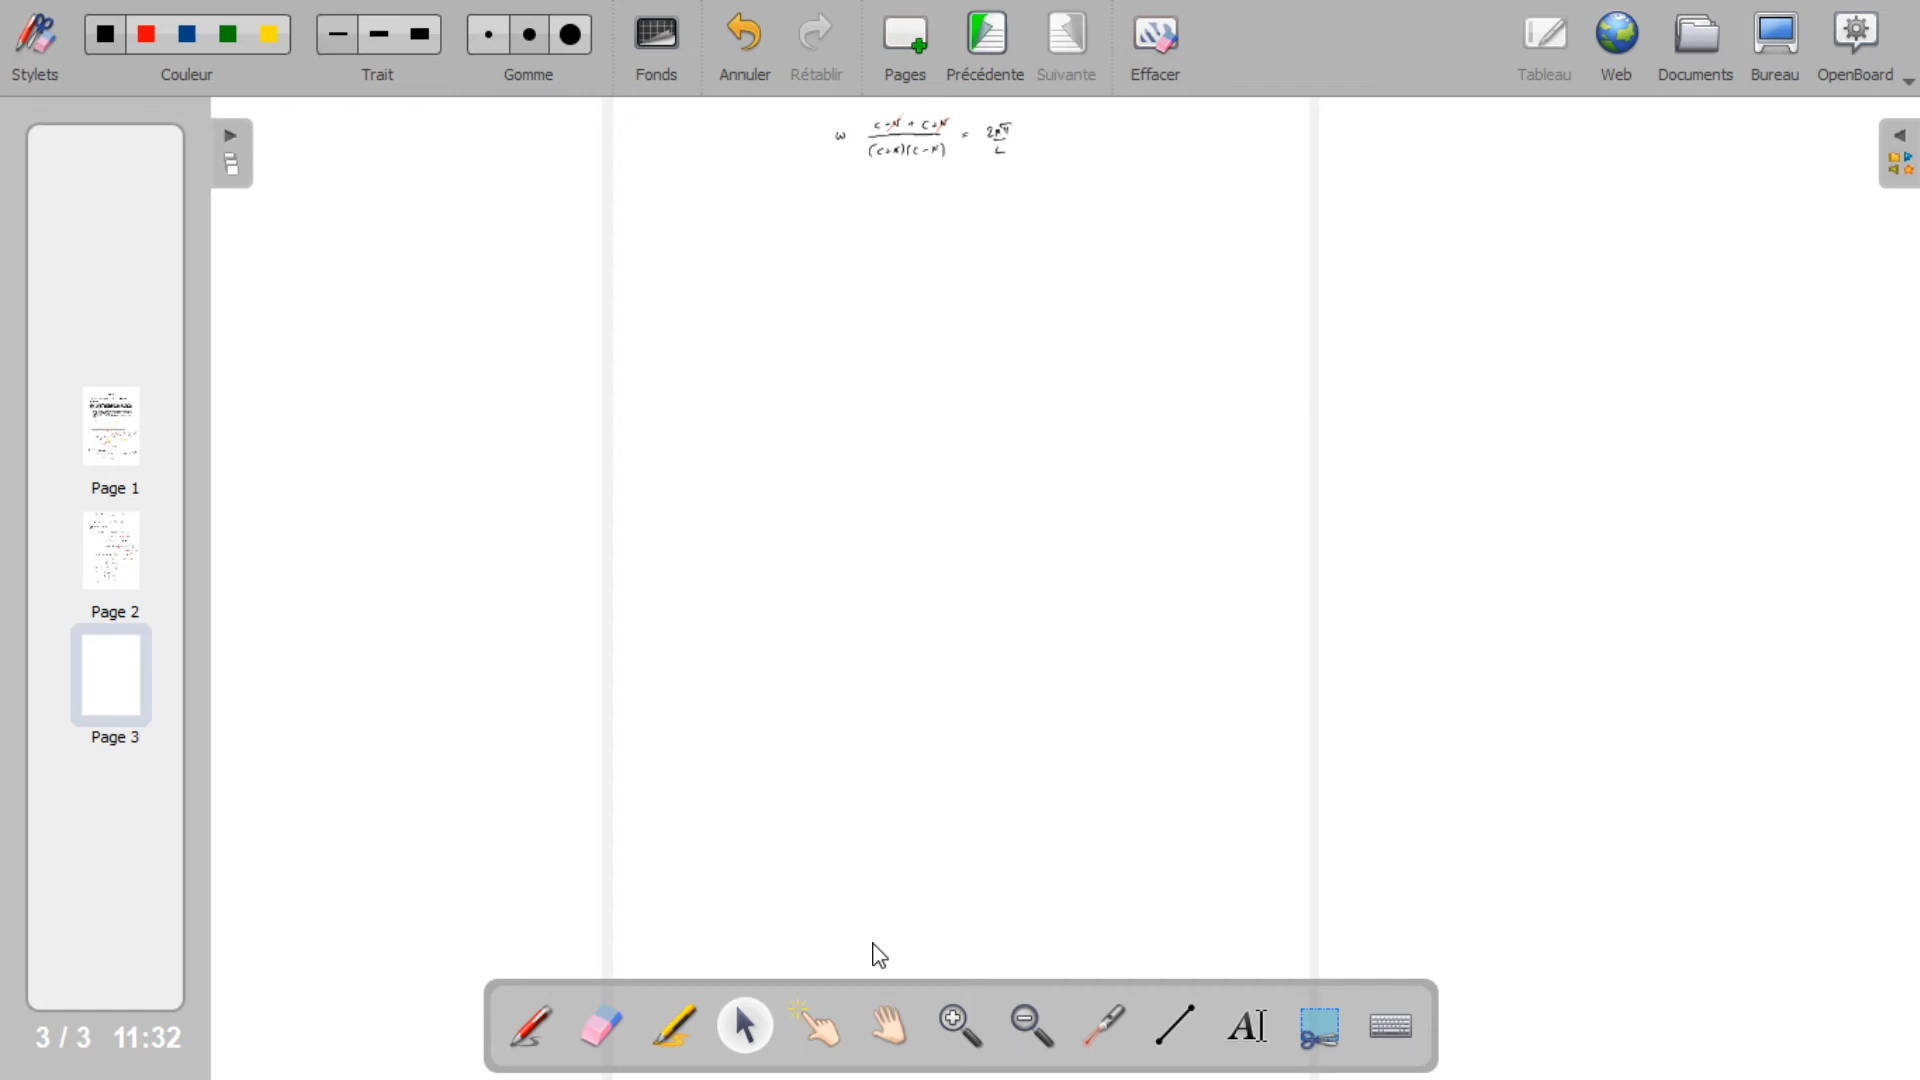 Stylets Couleur Trait Gomme Fonds Annuler Rétablir Pages Précédente Suivante Effacer Tableau Web Documents Bureau OpenBoard
ω (c-v + c+v) / ((c+v)(c-v)) = 2nπ / L
Page 1
Page 2
Page 3
3 / 3 11:32